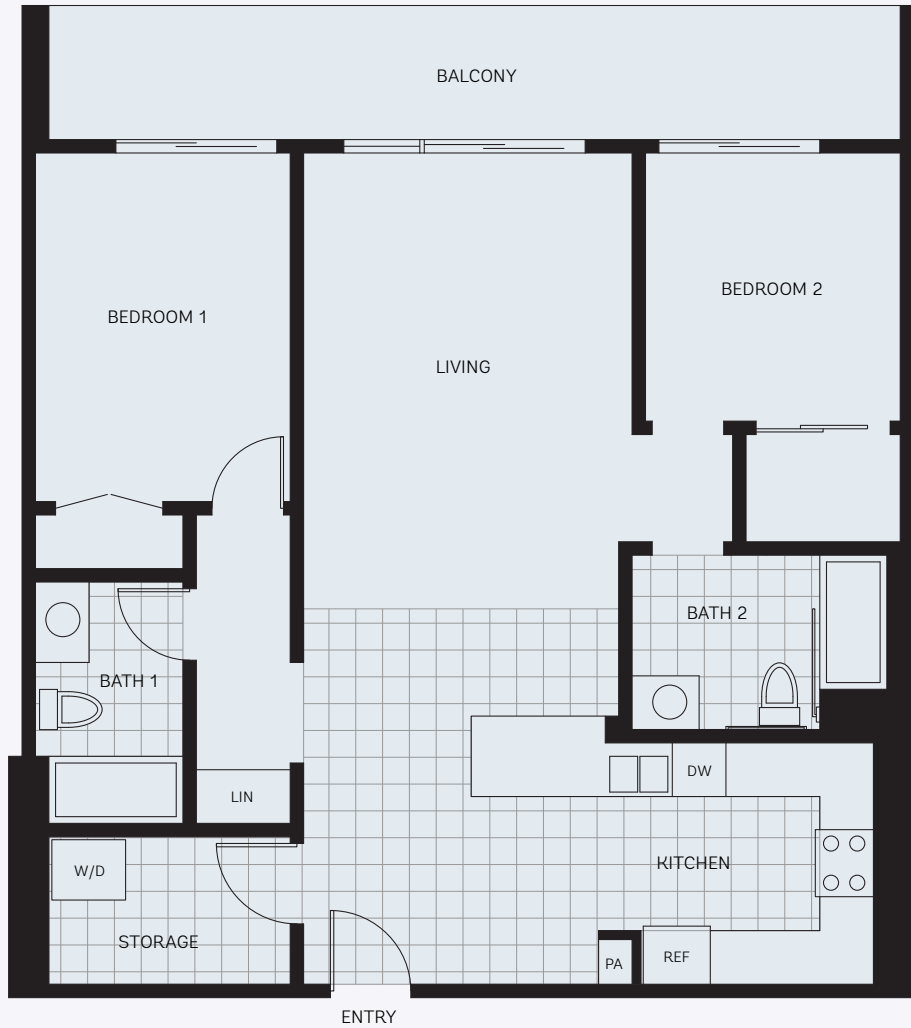 BALCONY
BEDROOM 2
BEDROOM 1
LIVING
BATH 2
BATH 1
DW
LIN
KITCHEN
W/D
STORAGE
PA
REF
ENTRY